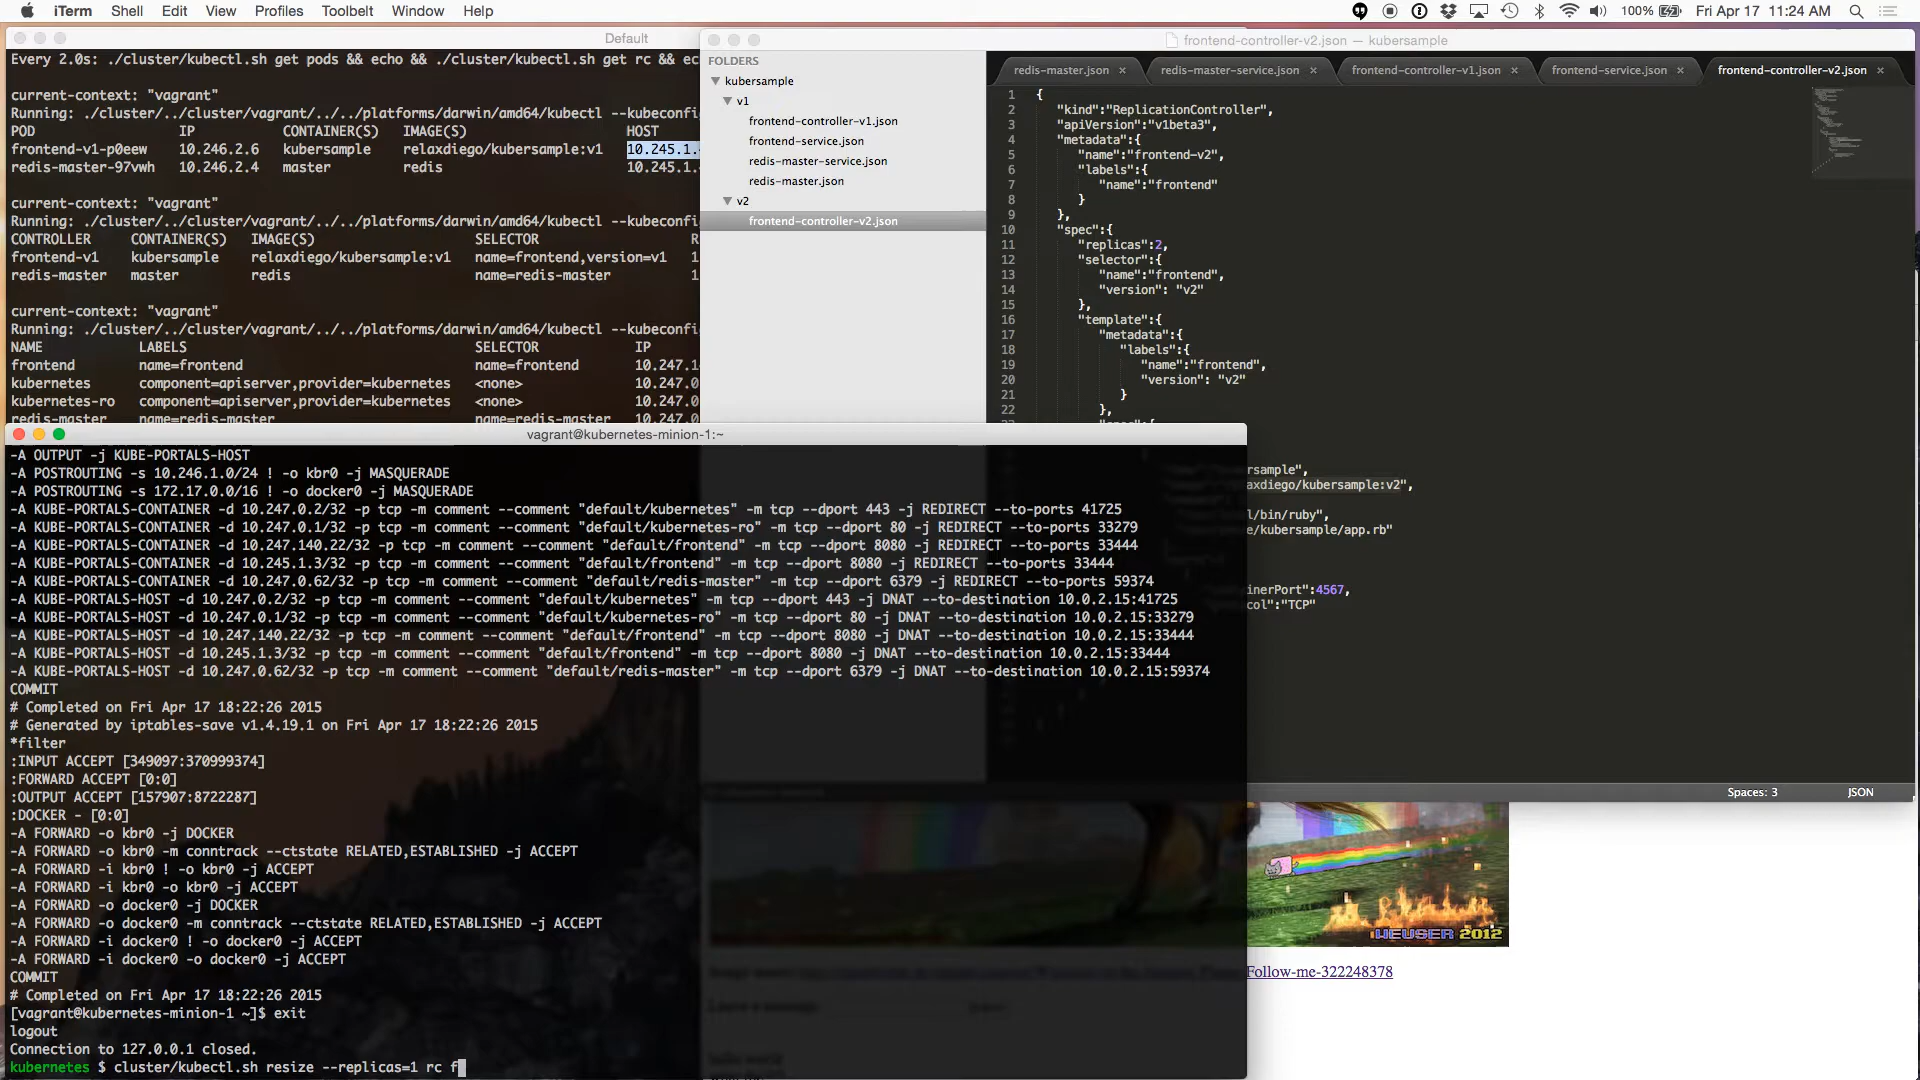 iTerm Shell Edit View Profiles Toolbelt Window Help 100% Fri Apr 17 11:24 AM
Default
Every 2.0s: ./cluster/kubectl.sh get pods && echo && ./cluster/kubectl.sh get rc && ec
current-context: "vagrant"
Running: ./cluster/../cluster/vagrant/../../platforms/darwin/amd64/kubectl --kubeconfi
POD IP CONTAINER(S) IMAGE(S) HOST
frontend-v1-p0eew 10.246.2.6 kubersample relaxdiego/kubersample:v1 10.245.1.
redis-master-97vwh 10.246.2.4 master redis 10.245.1.
current-context: "vagrant"
Running: ./cluster/../cluster/vagrant/../../platforms/darwin/amd64/kubectl --kubeconfi
CONTROLLER CONTAINER(S) IMAGE(S) SELECTOR R
frontend-v1 kubersample relaxdiego/kubersample:v1 name=frontend,version=v1 1
redis-master master redis name=redis-master 1
current-context: "vagrant"
Running: ./cluster/../cluster/vagrant/../../platforms/darwin/amd64/kubectl --kubeconfi
NAME LABELS SELECTOR IP
frontend name=frontend name=frontend 10.247.1
kubernetes component=apiserver,provider=kubernetes <none> 10.247.0
kubernetes-ro component=apiserver,provider=kubernetes <none> 10.247.0
redis-master name=redis-master name=redis-master 10.247.0
frontend-controller-v2.json — kubersample
FOLDERS
kubersample
v1
frontend-controller-v1.json
frontend-service.json
redis-master-service.json
redis-master.json
v2
frontend-controller-v2.json
redis-master.json redis-master-service.json frontend-controller-v1.json frontend-service.json frontend-controller-v2.json
1 {
2 "kind":"ReplicationController",
3 "apiVersion":"v1beta3",
4 "metadata":{
5 "name":"frontend-v2",
6 "labels":{
7 "name":"frontend"
8 }
9 },
10 "spec":{
11 "replicas":2,
12 "selector":{
13 "name":"frontend",
14 "version": "v2"
15 },
16 "template":{
17 "metadata":{
18 "labels":{
19 "name":"frontend",
20 "version": "v2"
21 }
22 },
rsample",
axdiego/kubersample:v2",
l/bin/ruby",
e/kubersample/app.rb"
inerPort":4567,
col":"TCP"
Spaces: 3 JSON
vagrant@kubernetes-minion-1:~
-A OUTPUT -j KUBE-PORTALS-HOST
-A POSTROUTING -s 10.246.1.0/24 ! -o kbr0 -j MASQUERADE
-A POSTROUTING -s 172.17.0.0/16 ! -o docker0 -j MASQUERADE
-A KUBE-PORTALS-CONTAINER -d 10.247.0.2/32 -p tcp -m comment --comment "default/kubernetes" -m tcp --dport 443 -j REDIRECT --to-ports 41725
-A KUBE-PORTALS-CONTAINER -d 10.247.0.1/32 -p tcp -m comment --comment "default/kubernetes-ro" -m tcp --dport 80 -j REDIRECT --to-ports 33279
-A KUBE-PORTALS-CONTAINER -d 10.247.140.22/32 -p tcp -m comment --comment "default/frontend" -m tcp --dport 8080 -j REDIRECT --to-ports 33444
-A KUBE-PORTALS-CONTAINER -d 10.245.1.3/32 -p tcp -m comment --comment "default/frontend" -m tcp --dport 8080 -j REDIRECT --to-ports 33444
-A KUBE-PORTALS-CONTAINER -d 10.247.0.62/32 -p tcp -m comment --comment "default/redis-master" -m tcp --dport 6379 -j REDIRECT --to-ports 59374
-A KUBE-PORTALS-HOST -d 10.247.0.2/32 -p tcp -m comment --comment "default/kubernetes" -m tcp --dport 443 -j DNAT --to-destination 10.0.2.15:41725
-A KUBE-PORTALS-HOST -d 10.247.0.1/32 -p tcp -m comment --comment "default/kubernetes-ro" -m tcp --dport 80 -j DNAT --to-destination 10.0.2.15:33279
-A KUBE-PORTALS-HOST -d 10.247.140.22/32 -p tcp -m comment --comment "default/frontend" -m tcp --dport 8080 -j DNAT --to-destination 10.0.2.15:33444
-A KUBE-PORTALS-HOST -d 10.245.1.3/32 -p tcp -m comment --comment "default/frontend" -m tcp --dport 8080 -j DNAT --to-destination 10.0.2.15:33444
-A KUBE-PORTALS-HOST -d 10.247.0.62/32 -p tcp -m comment --comment "default/redis-master" -m tcp --dport 6379 -j DNAT --to-destination 10.0.2.15:59374
COMMIT
# Completed on Fri Apr 17 18:22:26 2015
# Generated by iptables-save v1.4.19.1 on Fri Apr 17 18:22:26 2015
*filter
:INPUT ACCEPT [349097:370999374]
:FORWARD ACCEPT [0:0]
:OUTPUT ACCEPT [157907:8722287]
:DOCKER - [0:0]
-A FORWARD -o kbr0 -j DOCKER
-A FORWARD -o kbr0 -m conntrack --ctstate RELATED,ESTABLISHED -j ACCEPT
-A FORWARD -i kbr0 ! -o kbr0 -j ACCEPT
-A FORWARD -i kbr0 -o kbr0 -j ACCEPT
-A FORWARD -o docker0 -j DOCKER
-A FORWARD -o docker0 -m conntrack --ctstate RELATED,ESTABLISHED -j ACCEPT
-A FORWARD -i docker0 ! -o docker0 -j ACCEPT
-A FORWARD -i docker0 -o docker0 -j ACCEPT
COMMIT
# Completed on Fri Apr 17 18:22:26 2015
[vagrant@kubernetes-minion-1 ~]$ exit
logout
Connection to 127.0.0.1 closed.
kubernetes $ cluster/kubectl.sh resize --replicas=1 rc f
WEUSER 2012
Follow-me-322248378